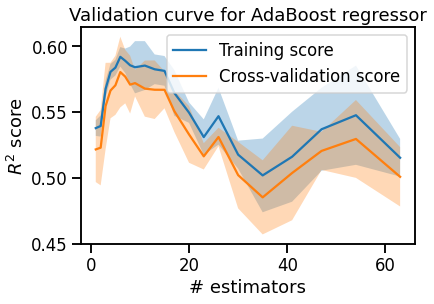 Validation curve for AdaBoost regressor
Training score
Cross-validation score
R² score
0.60
0.55
0.50
0.45
0 20 40 60
# estimators